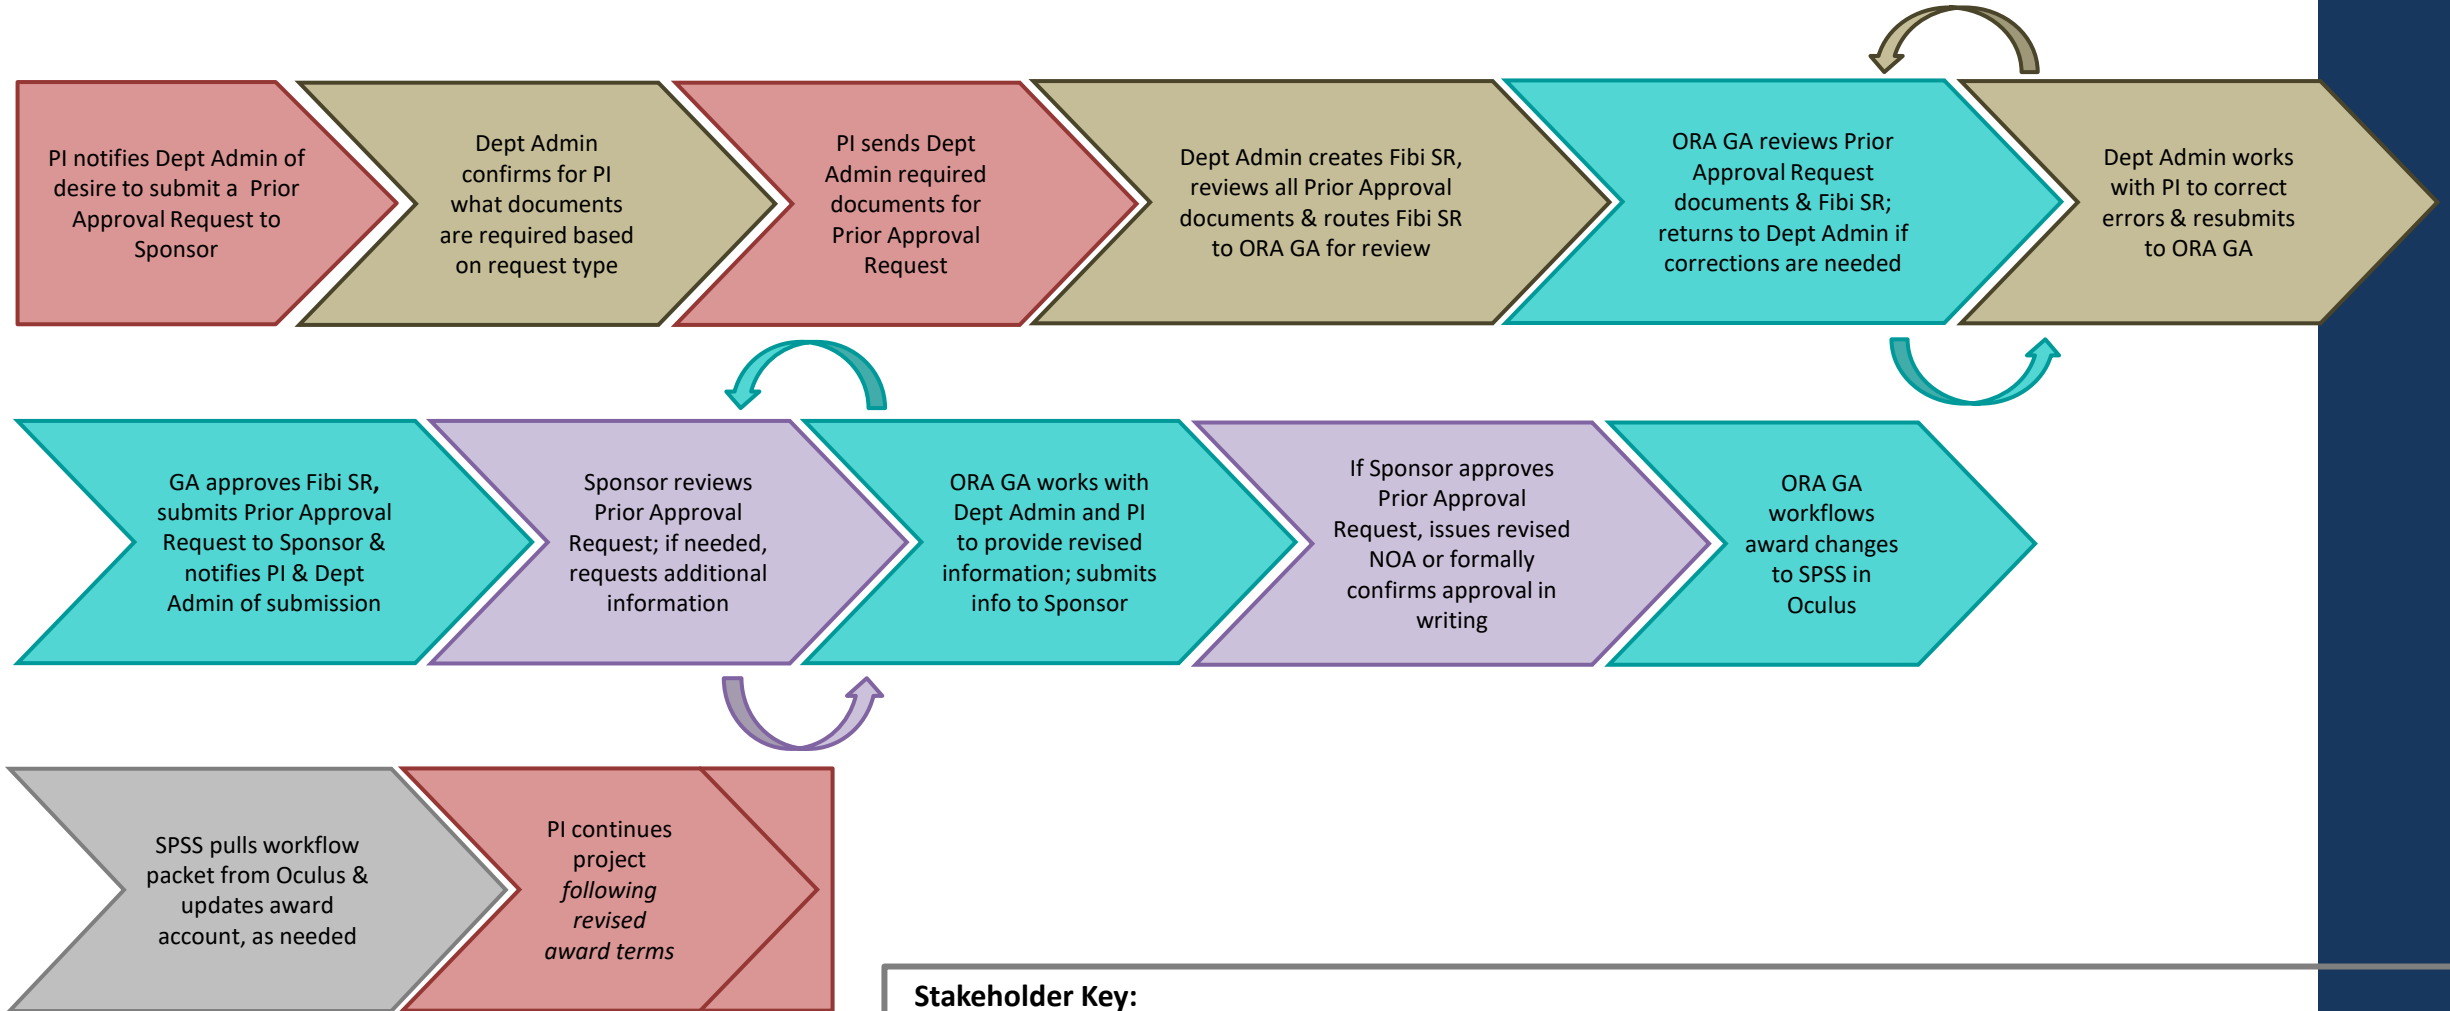 PI notifies Dept Admin of
desire to submit a Prior
Approval Request to
Sponsor
Dept Admin
confirms for PI
what documents
are required based
on request type
PI sends Dept
Admin required
documents for
Prior Approval
Request
Dept Admin creates Fibi SR,
reviews all Prior Approval
documents & routes Fibi SR
to ORA GA for review
ORA GA reviews Prior
Approval Request
documents & Fibi SR;
returns to Dept Admin if
corrections are needed
Dept Admin works
with PI to correct
errors & resubmits
to ORA GA
GA approves Fibi SR,
submits Prior Approval
Request to Sponsor &
notifies PI & Dept
Admin of submission
Sponsor reviews
Prior Approval
Request; if needed,
requests additional
information
ORA GA works with
Dept Admin and PI
to provide revised
information; submits
info to Sponsor
If Sponsor approves
Prior Approval
Request, issues revised
NOA or formally
confirms approval in
writing
ORA GA
workflows
award changes
to SPSS in
Oculus
SPSS pulls workflow
packet from Oculus &
updates award
account, as needed
PI continues
project
following
revised
award terms
Stakeholder Key: